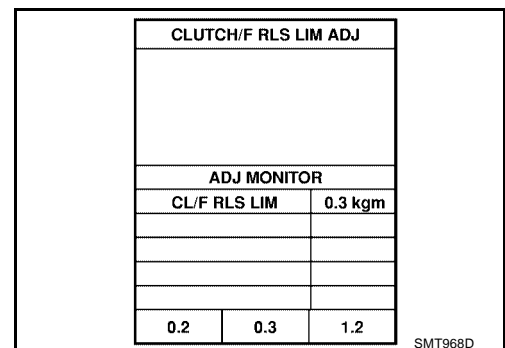 CLUTCH/F RLS LIM ADJ
ADJ MONITOR
CL/F RLS LIM 0.3 kgm
0.2 0.3 1.2
SMT968D